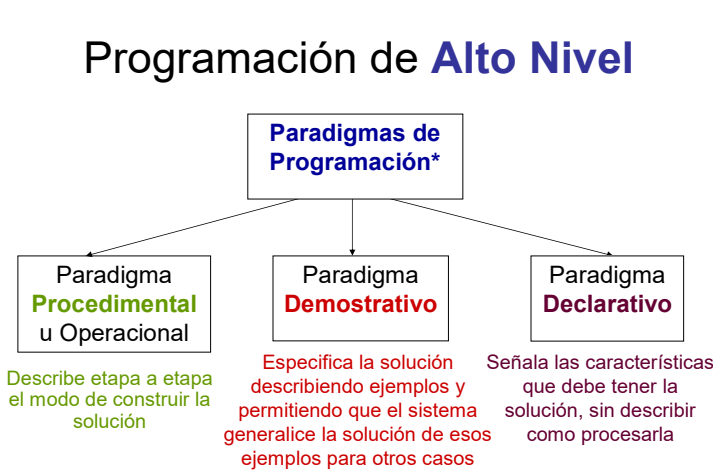 Programación de Alto Nivel
Paradigmas de
Programación*
Paradigma
Procedimental
u Operacional
Describe etapa a etapa
el modo de construir la
solución
Paradigma
Demostrativo
Especifica la solución
describiendo ejemplos y
permitiendo que el sistema
generalice la solución de esos
ejemplos para otros casos
Paradigma
Declarativo
Señala las características
que debe tener la
solución, sin describir
como procesarla